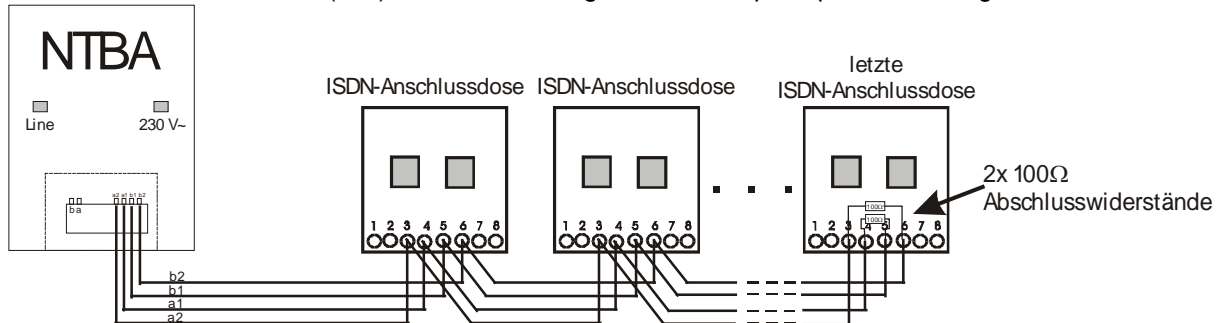 NTBA
Line 230 V~
b a a2 a1 b1 b2
ISDN-Anschlussdose
1 2 3 4 5 6 7 8
ISDN-Anschlussdose
1 2 3 4 5 6 7 8
letzte
ISDN-Anschlussdose
100Ω
100Ω
1 2 3 4 5 6 7 8
2x 100Ω
Abschlusswiderstände
b2
b1
a1
a2